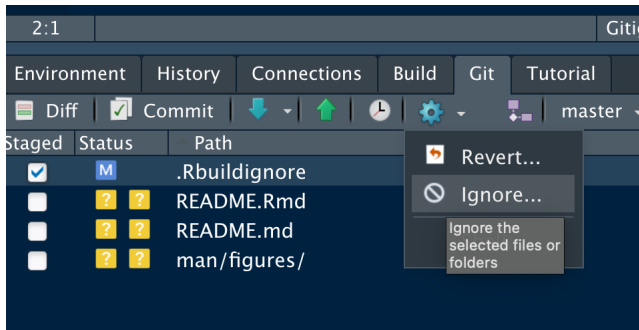 2:1 Giti
Environment History Connections Build Git Tutorial
Diff Commit master
Staged Status Path
M .Rbuildignore
? ? README.Rmd
? ? README.md
? ? man/figures/
Revert...
Ignore...
Ignore the
selected files or
folders